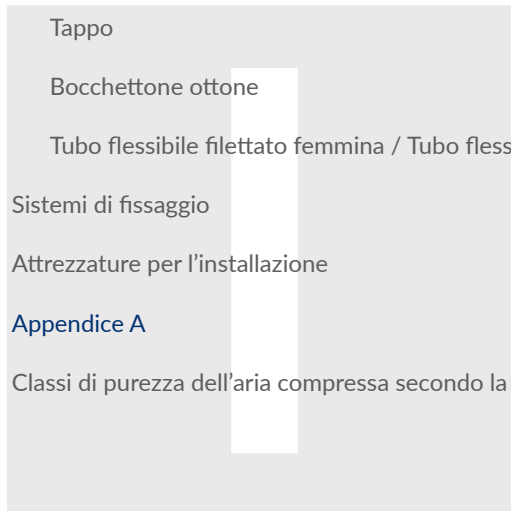 Tappo
Bocchettone ottone
Tubo flessibile filettato femmina / Tubo fless
Sistemi di fissaggio
Attrezzature per l’installazione
Appendice A
Classi di purezza dell’aria compressa secondo la